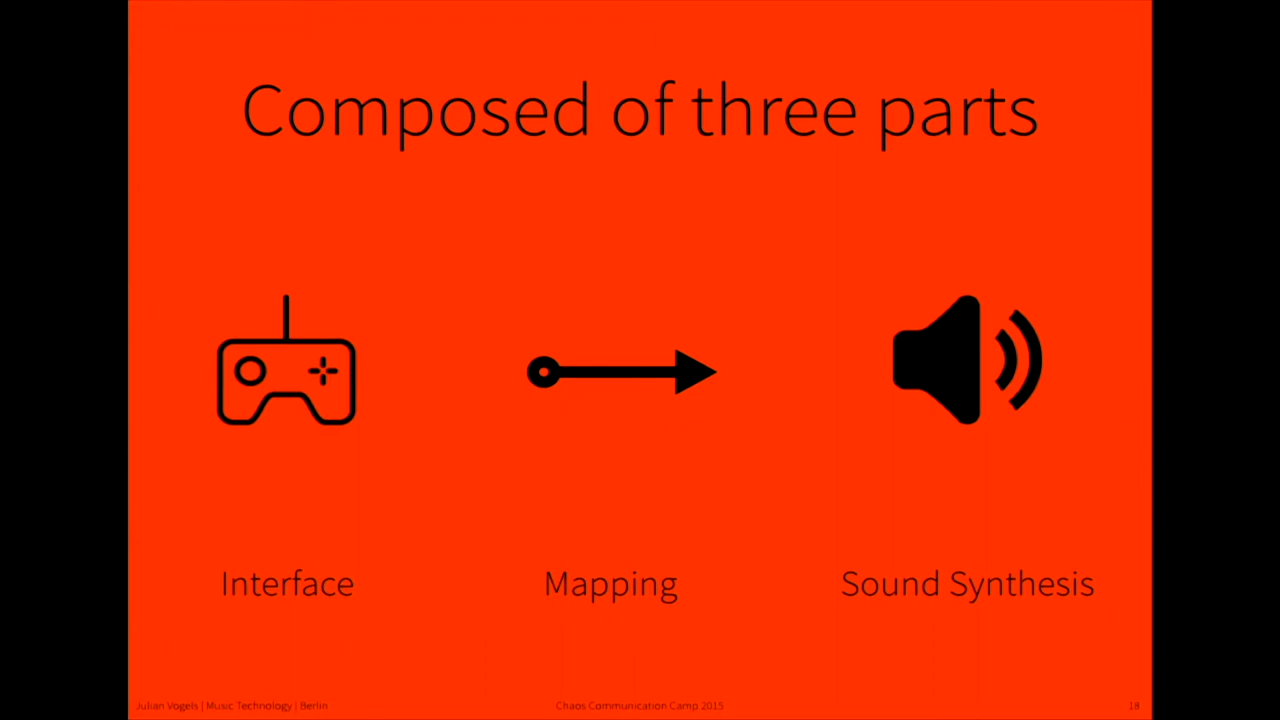 Composed of three parts
Interface
Mapping
Sound Synthesis
Julian Vogels | Music Technology | Berlin
Chaos Communication Camp 2015
18